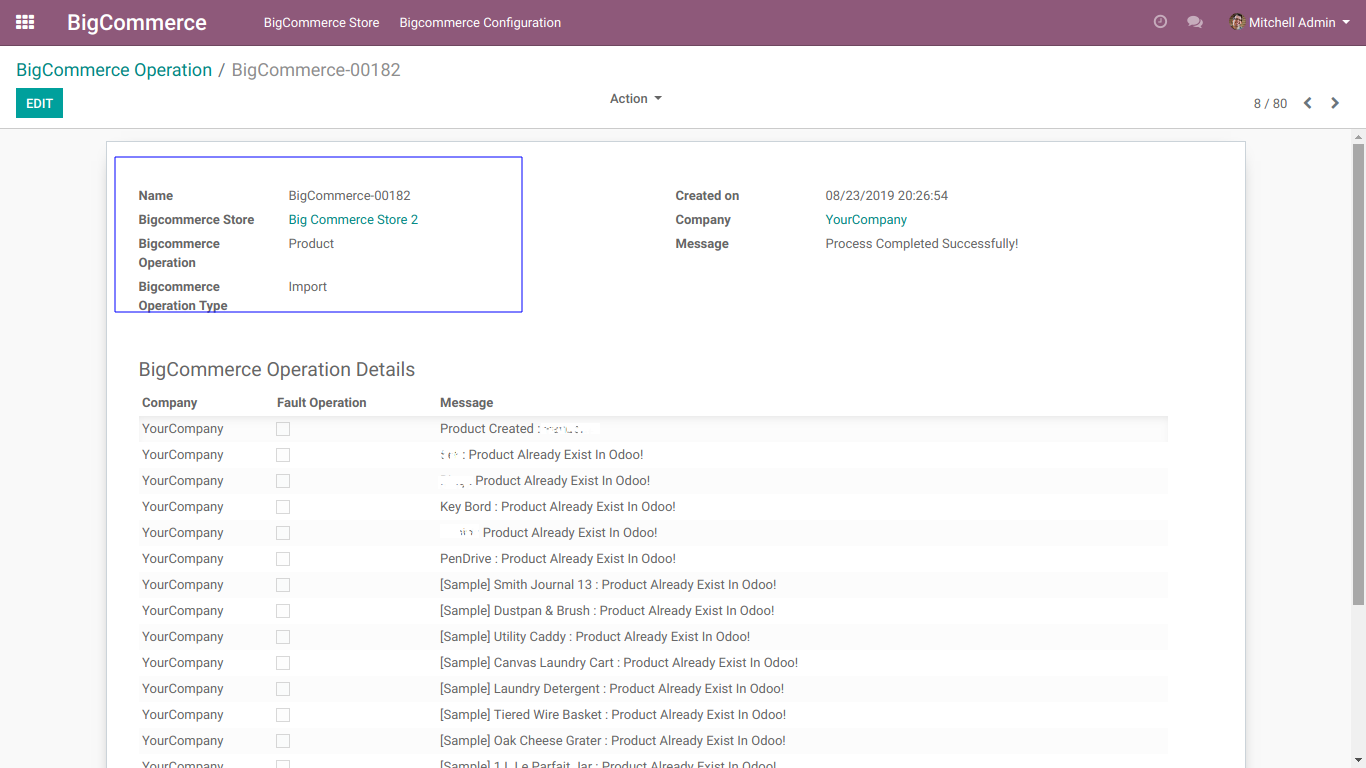 BigCommerce BigCommerce Store Bigcommerce Configuration Mitchell Admin
BigCommerce Operation / BigCommerce-00182
EDIT Action 8 / 80
Name BigCommerce-00182 Created on 08/23/2019 20:26:54
Bigcommerce Store Big Commerce Store 2 Company YourCompany
Bigcommerce Product Message Process Completed Successfully!
Operation
Bigcommerce Import
Operation Type
BigCommerce Operation Details
Company Fault Operation Message
YourCompany Product Created :
YourCompany : Product Already Exist In Odoo!
YourCompany Product Already Exist In Odoo!
YourCompany Key Bord : Product Already Exist In Odoo!
YourCompany Product Already Exist In Odoo!
YourCompany PenDrive : Product Already Exist In Odoo!
YourCompany [Sample] Smith Journal 13 : Product Already Exist In Odoo!
YourCompany [Sample] Dustpan & Brush : Product Already Exist In Odoo!
YourCompany [Sample] Utility Caddy : Product Already Exist In Odoo!
YourCompany [Sample] Canvas Laundry Cart : Product Already Exist In Odoo!
YourCompany [Sample] Laundry Detergent : Product Already Exist In Odoo!
YourCompany [Sample] Tiered Wire Basket : Product Already Exist In Odoo!
YourCompany [Sample] Oak Cheese Grater : Product Already Exist In Odoo!
YourCompany [Sample] 1 L Le Parfait Jar : Product Already Exist In Odoo!